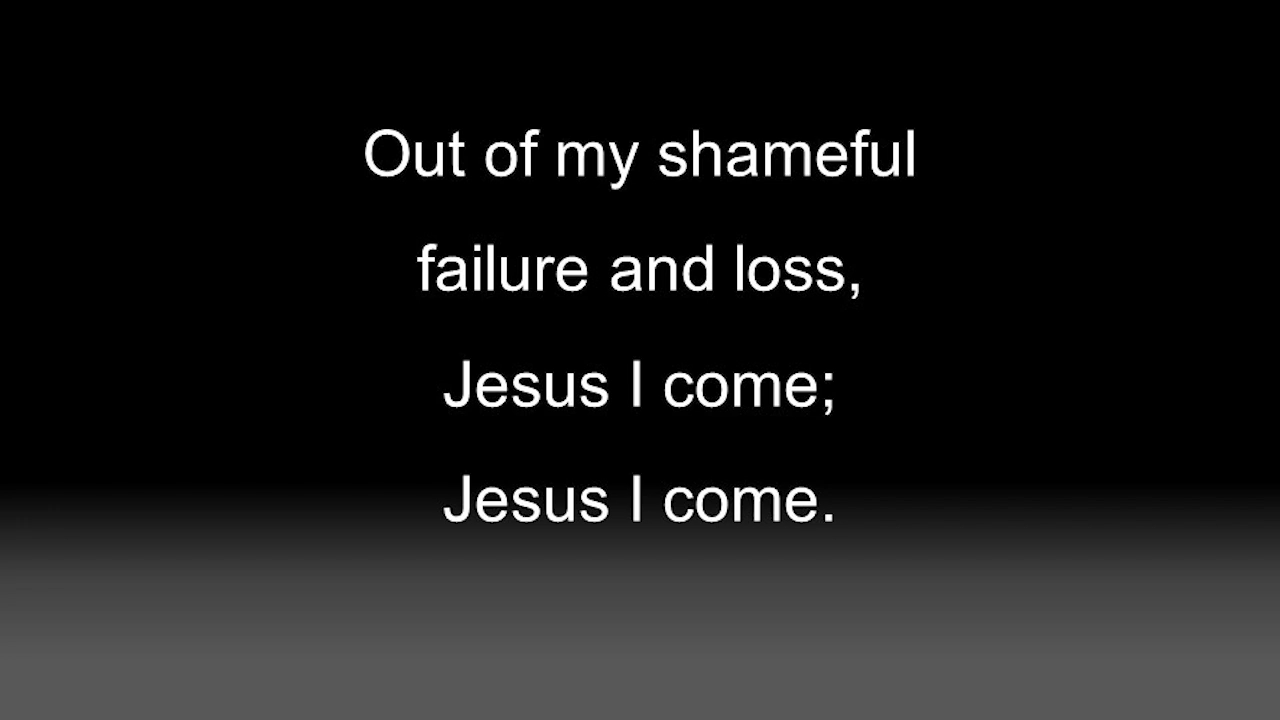 Out of my shameful
failure and loss,
Jesus I come;
Jesus I come.